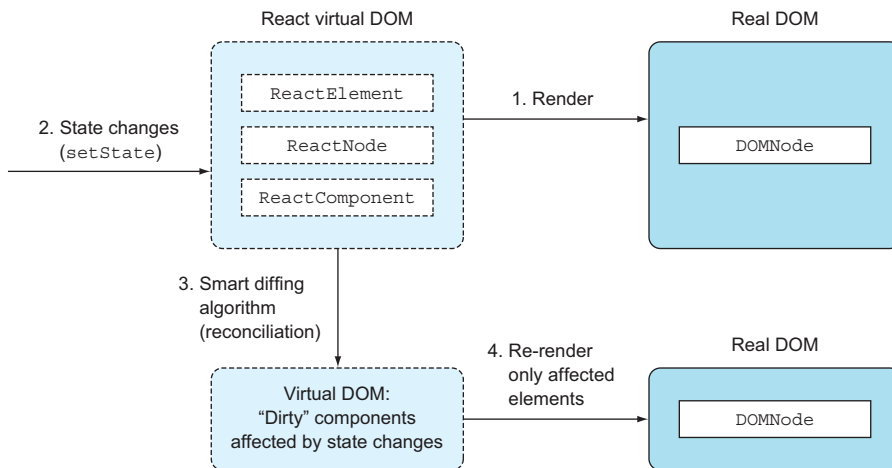 React virtual DOM
Real DOM
ReactElement
1. Render
2. State changes
(setState)
ReactNode
DOMNode
ReactComponent
3. Smart diffing
algorithm
(reconciliation)
4. Re-render
only affected
elements
Real DOM
Virtual DOM:
“Dirty” components
affected by state changes
DOMNode